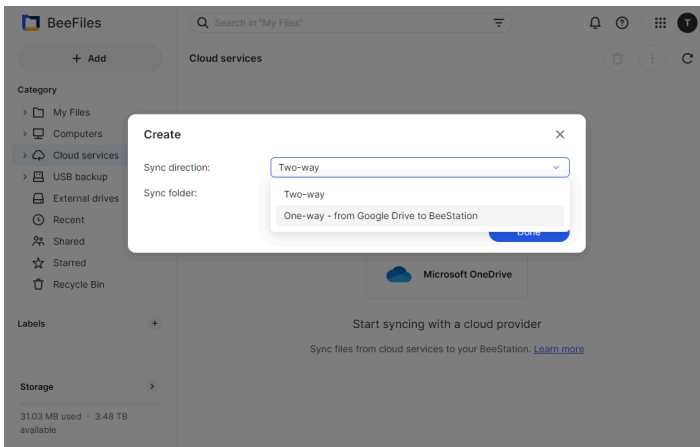 BeeFiles
Search in "My Files"
T
+ Add
Cloud services
Category
My Files
Computers
Cloud services
USB backup
External drives
Recent
Shared
Starred
Recycle Bin
Labels
+
Storage
31.03 MB used · 3.48 TB
available
Create
Sync direction:
Two-way
Sync folder:
Two-way
One-way - from Google Drive to BeeStation
Done
Microsoft OneDrive
Start syncing with a cloud provider
Sync files from cloud services to your BeeStation. Learn more